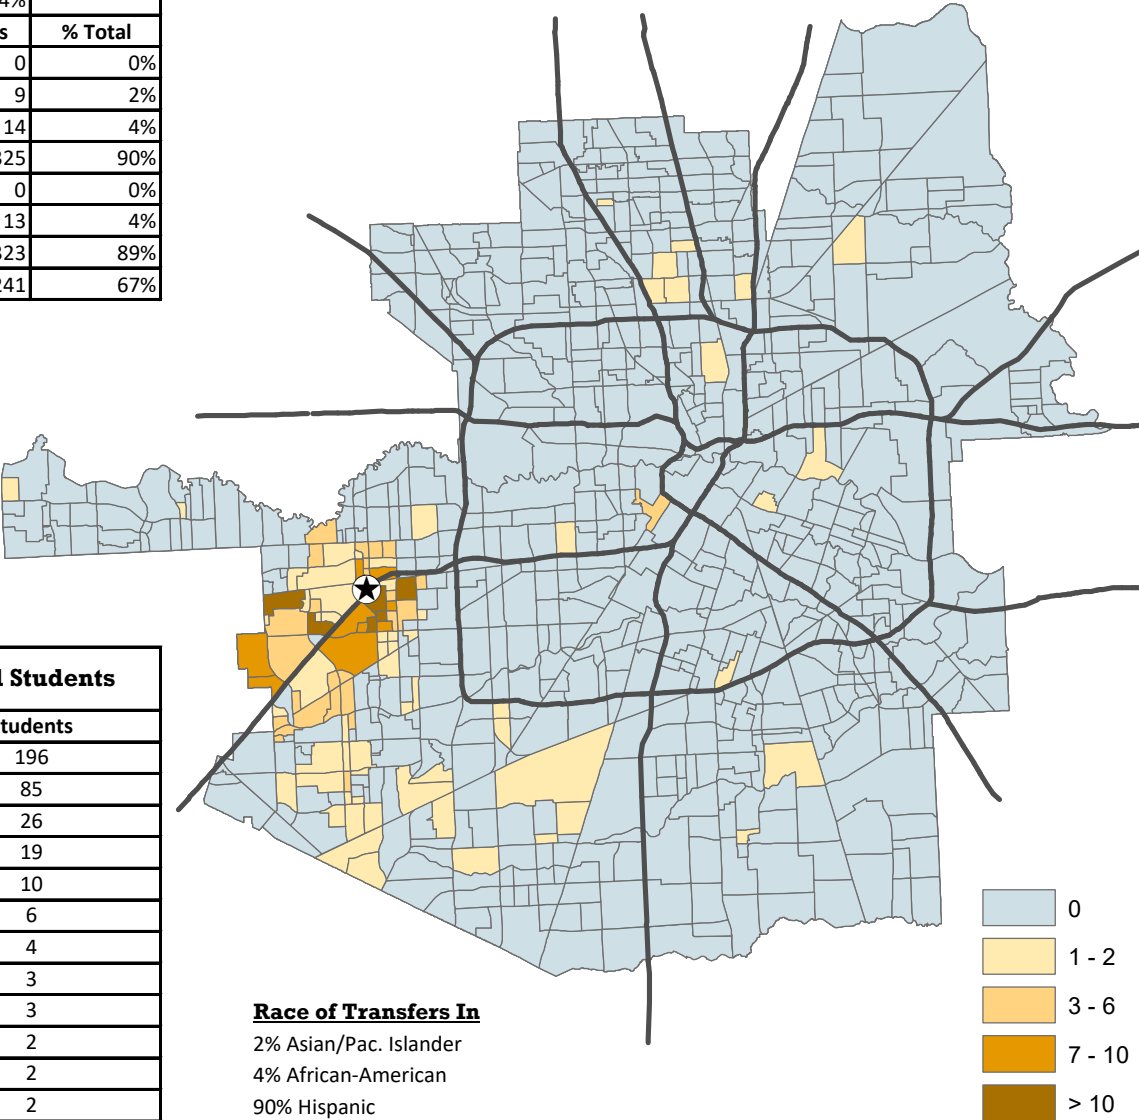 4%
s % Total
0 0%
9 2%
14 4%
325 90%
0 0%
13 4%
323 89%
241 67%
Students
tudents
196
85
26
19
10
6
4
3
3
2
2
2
Race of Transfers In
2% Asian/Pac. Islander
4% African-American
90% Hispanic
0
1 - 2
3 - 6
7 - 10
> 10